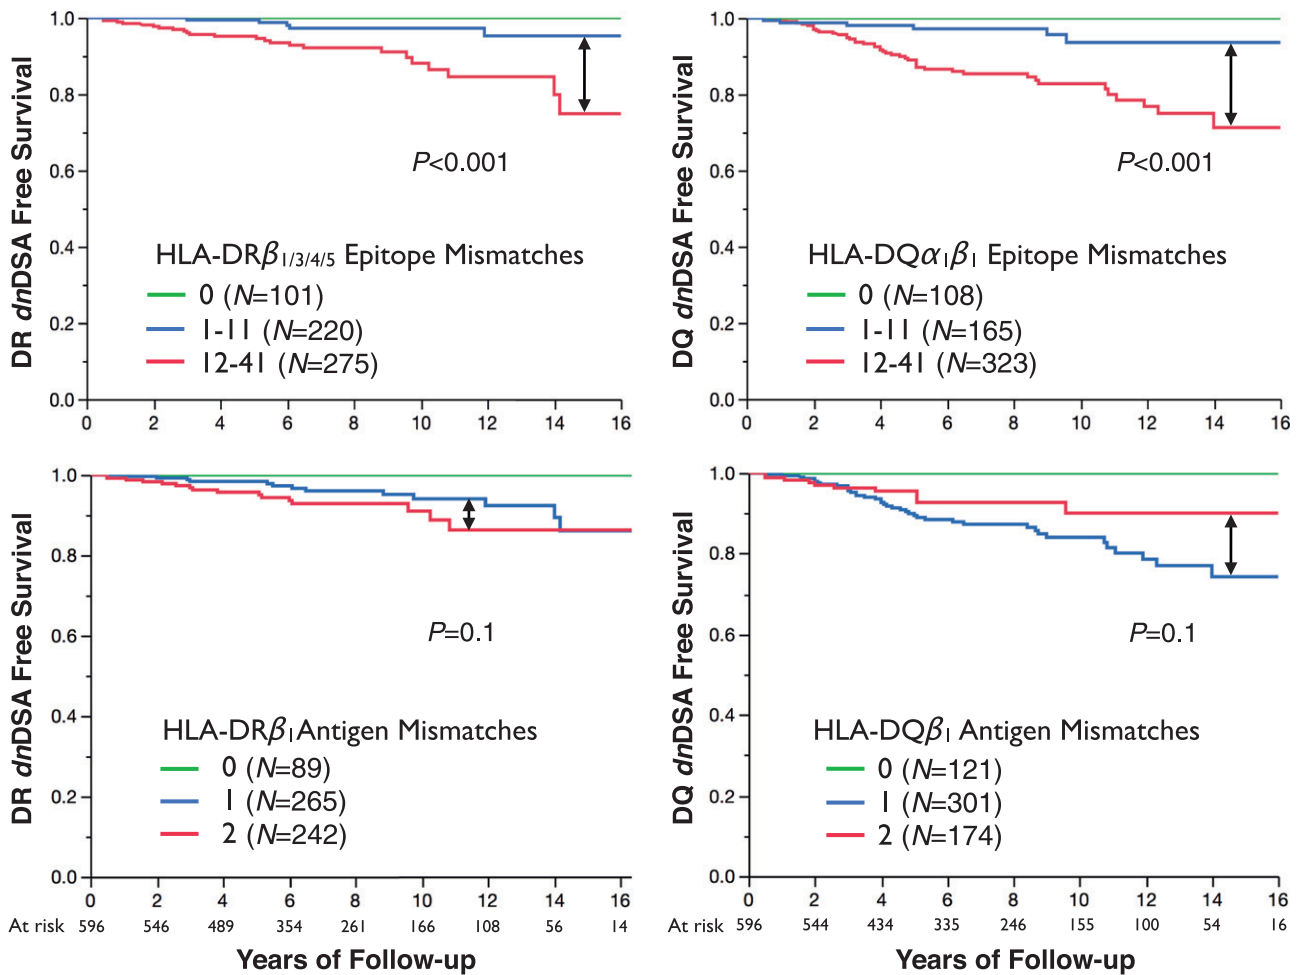 DR dnDSA Free Survival
1.0
0.8
0.6
0.4
0.2
0.0
P<0.001
HLA-DRβ1/3/4/5 Epitope Mismatches
0 (N=101)
1-11 (N=220)
12-41 (N=275)
0 2 4 6 8 10 12 14 16
DQ dnDSA Free Survival
1.0
0.8
0.6
0.4
0.2
0.0
P<0.001
HLA-DQα1β1 Epitope Mismatches
0 (N=108)
1-11 (N=165)
12-41 (N=323)
0 2 4 6 8 10 12 14 16
DR dnDSA Free Survival
1.0
0.8
0.6
0.4
0.2
0.0
P=0.1
HLA-DRβ1 Antigen Mismatches
0 (N=89)
1 (N=265)
2 (N=242)
0 2 4 6 8 10 12 14 16
At risk 596 546 489 354 261 166 108 56 14
Years of Follow-up
DQ dnDSA Free Survival
1.0
0.8
0.6
0.4
0.2
0.0
P=0.1
HLA-DQβ1 Antigen Mismatches
0 (N=121)
1 (N=301)
2 (N=174)
0 2 4 6 8 10 12 14 16
At risk 596 544 434 335 246 155 100 54 16
Years of Follow-up